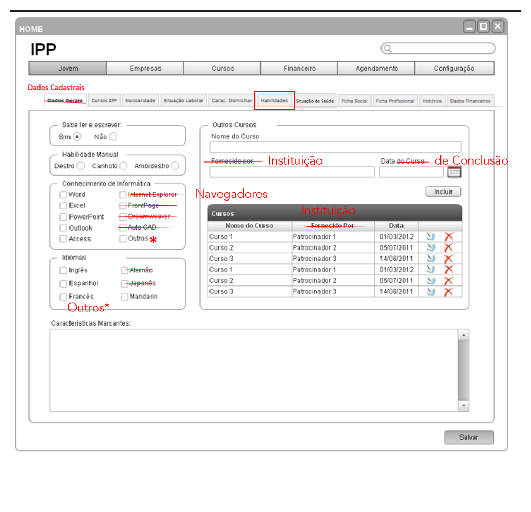 HOME
IPP
Jovem Empresas Cursos Financeiro Agendamento Configuração
Dados Cadastrais
Dados Gerais Cursos IPP Escolaridade Situação Laboral Carac. Domiciliar Habilidades Situação de Saúde Ficha Social Ficha Profissional Histórico Dados Financeiros
Sabe ler e escrever:
Sim Não
Habilidade Manual
Destro Canhoto Ambidestro
Conhecimento de Informática
Word Internet Explorer Navegadores
Excel FrontPage
PowerPoint Dreamweaver
Outlook Auto CAD
Access Outros *
Idiomas
Inglês Alemão
Espanhol Japonês
Francês Mandarin
Outros*
Outros Cursos
Nome do Curso
Fornecido por: Instituição Data do Curso: de Conclusão
Incluir
Cursos Instituição
Nome do Curso Fornecido Por Data
Curso 1 Patrocinador 1 01/03/2012
Curso 2 Patrocinador 2 05/07/2011
Curso 3 Patrocinador 3 14/06/2011
Curso 1 Patrocinador 1 01/03/2012
Curso 2 Patrocinador 2 05/07/2011
Curso 3 Patrocinador 3 14/06/2011
Características Marcantes:
Salvar